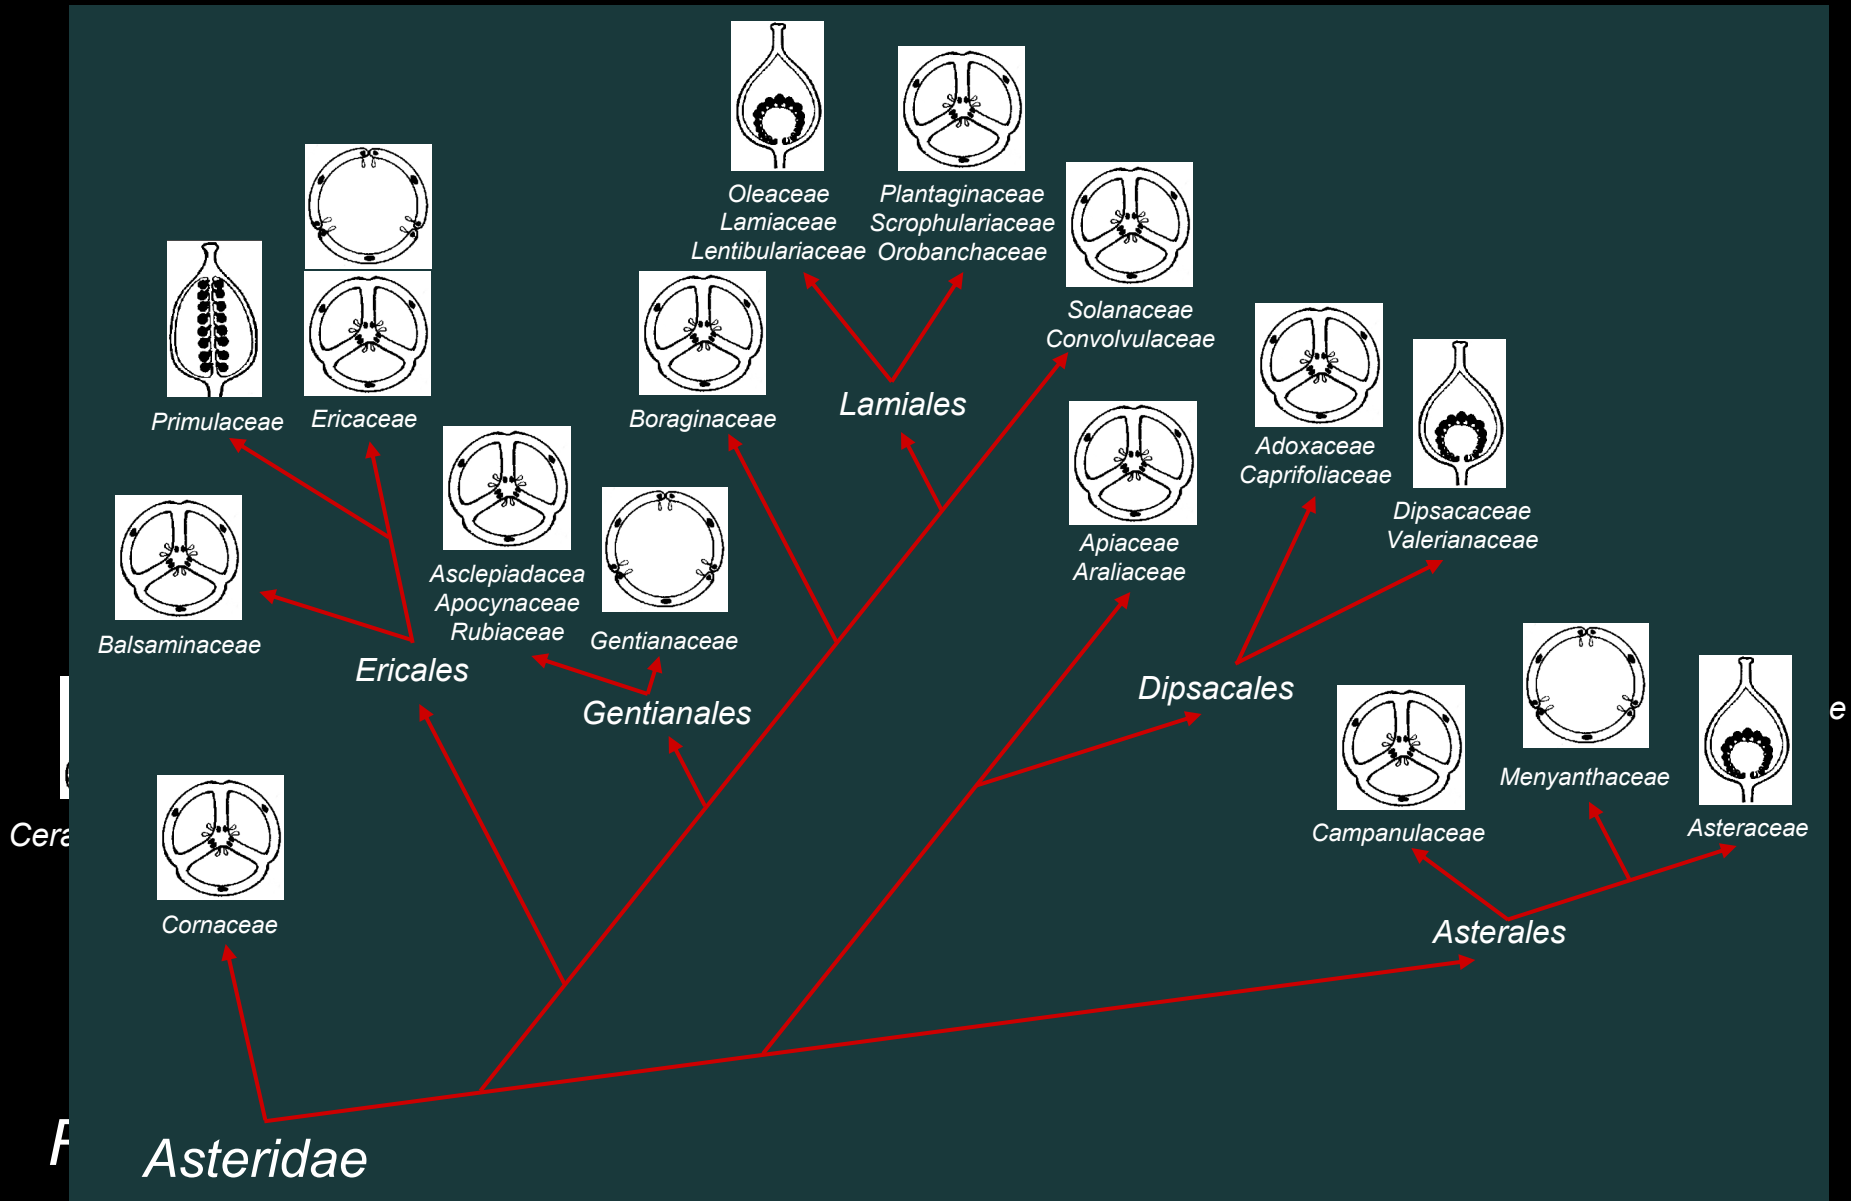 Oleaceae
Lamiaceae
Lentibulariaceae
Plantaginaceae
Scrophulariaceae
Orobanchaceae
Solanaceae
Convolvulaceae
Lamiales
Primulaceae
Ericaceae
Boraginaceae
Adoxaceae
Caprifoliaceae
Dipsacaceae
Valerianaceae
Apiaceae
Araliaceae
Asclepiadacea
Apocynaceae
Rubiaceae
Gentianaceae
Balsaminaceae
Ericales
Gentianales
Dipsacales
e
Menyanthaceae
Campanulaceae
Asteraceae
Cera
Cornaceae
Asterales
Asteridae